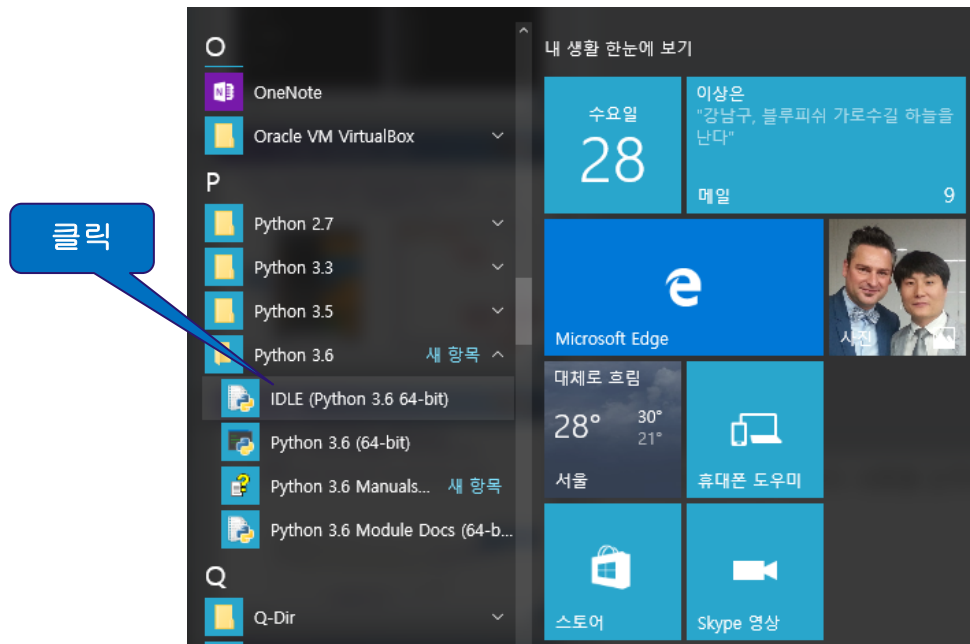 O
OneNote
Oracle VM VirtualBox
P
Python 2.7
Python 3.3
Python 3.5
Python 3.6 새 항목
IDLE (Python 3.6 64-bit)
Python 3.6 (64-bit)
Python 3.6 Manuals... 새 항목
Python 3.6 Module Docs (64-b...
Q
Q-Dir
클릭
내 생활 한눈에 보기
수요일
28
이상은
"강남구, 블루피쉬 가로수길 하늘을
난다"
메일 9
Microsoft Edge
사진
대체로 흐림
28° 30°
21°
서울
휴대폰 도우미
스토어
Skype 영상